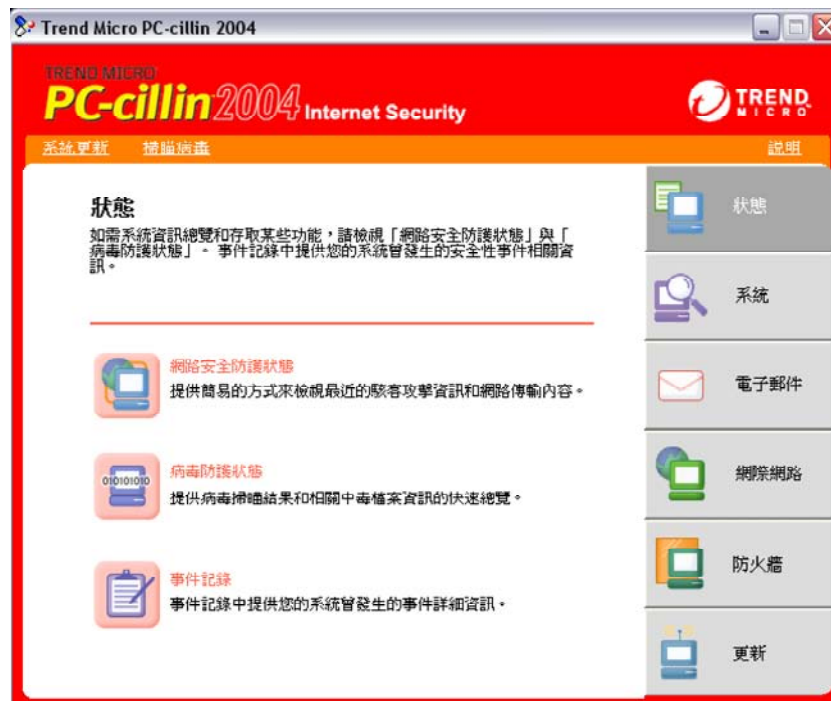 Trend Micro PC-cillin 2004
TREND MICRO
PC-cillin 2004 Internet Security
TREND MICRO
系統更新 掃瞄病毒 說明
狀態
如需系統資訊總覽和存取某些功能，請檢視「網路安全防護狀態」與「
病毒防護狀態」。事件記錄中提供您的系統曾發生的安全性事件相關資
訊。
網路安全防護狀態
提供簡易的方式來檢視最近的駭客攻擊資訊和網路傳輸內容。
010101010
病毒防護狀態
提供病毒掃瞄結果和相關中毒檔案資訊的快速總覽。
事件記錄
事件記錄中提供您的系統曾發生的事件詳細資訊。
狀態
系統
電子郵件
網際網路
防火牆
更新